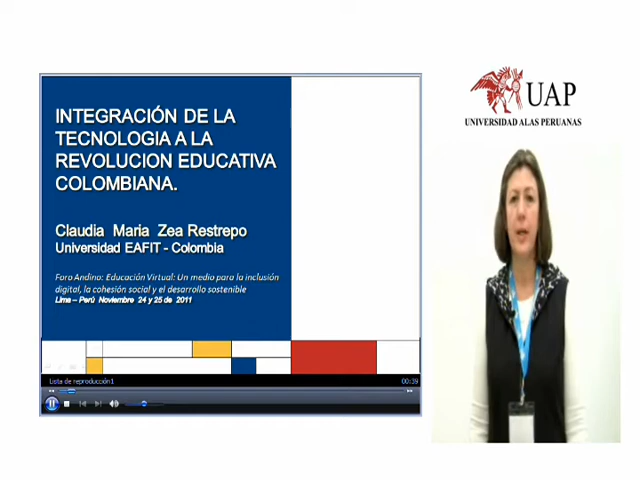 INTEGRACIÓN DE LA
TECNOLOGIA A LA
REVOLUCION EDUCATIVA
COLOMBIANA.
Claudia Maria Zea Restrepo
Universidad EAFIT - Colombia
Foro Andino: Educación Virtual: Un medio para la inclusión
digital, la cohesión social y el desarrollo sostenible
Lima – Perú Noviembre 24 y 25 de 2011
Lista de reproducción1
00:39
UAP
UNIVERSIDAD ALAS PERUANAS